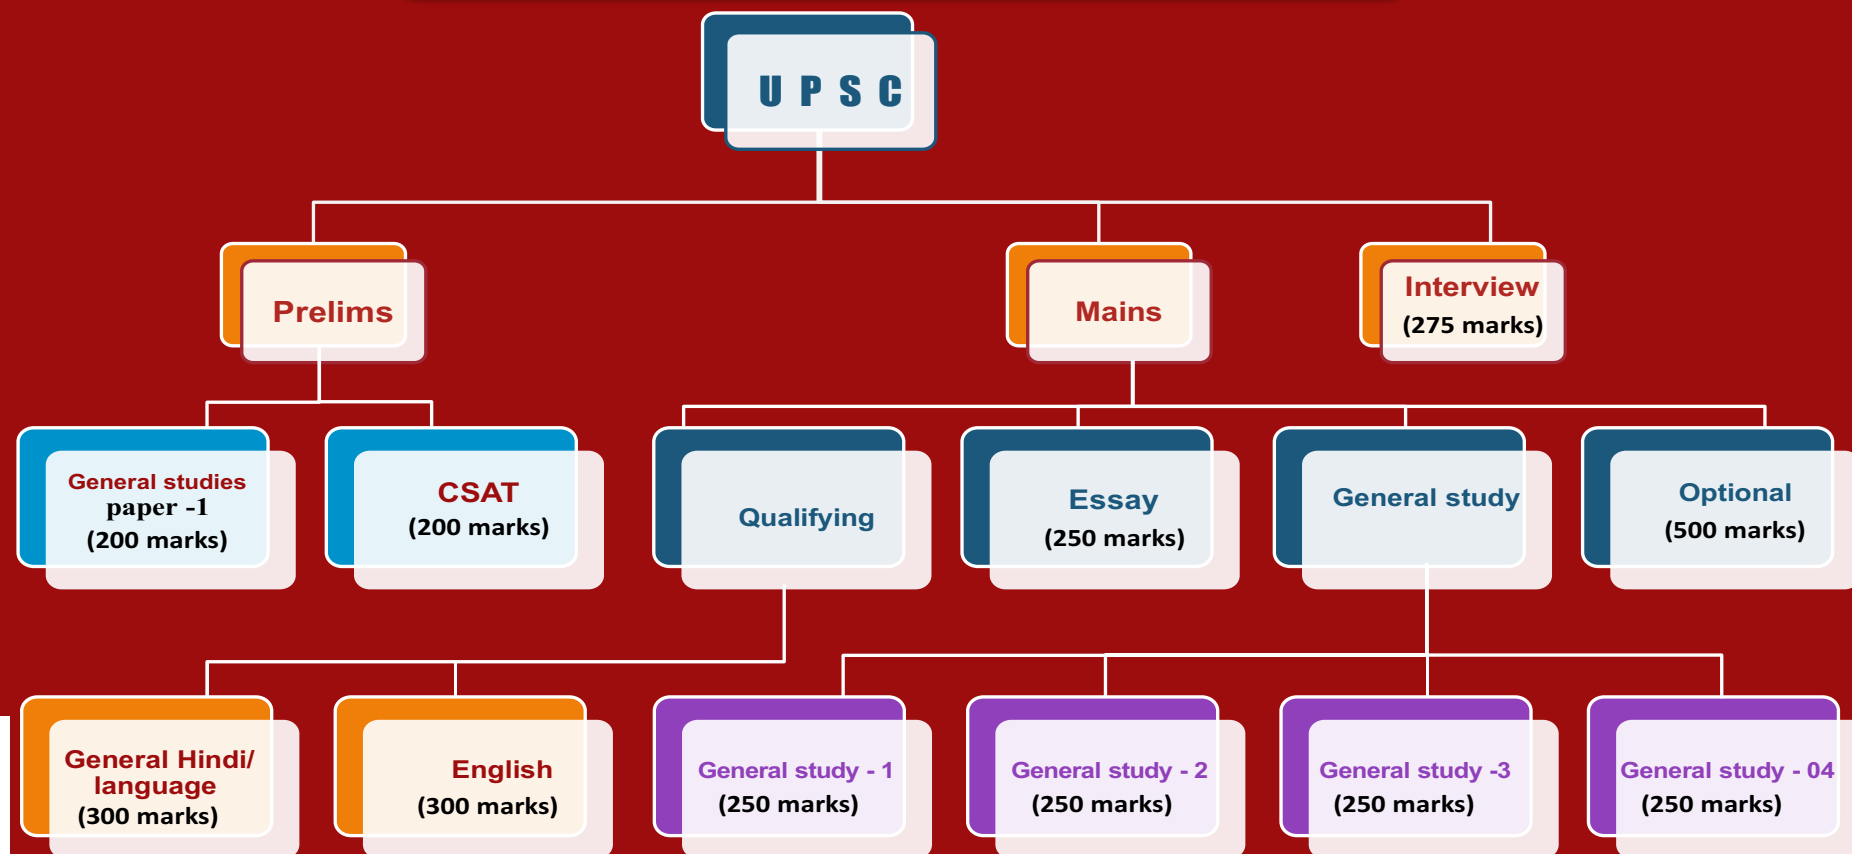 U P S C
Prelims
Mains
Interview
(275 marks)
General studies
paper -1
(200 marks)
CSAT
(200 marks)
Qualifying
Essay
(250 marks)
General study
Optional
(500 marks)
General Hindi/
language
(300 marks)
English
(300 marks)
General study - 1
(250 marks)
General study - 2
(250 marks)
General study -3
(250 marks)
General study - 04
(250 marks)